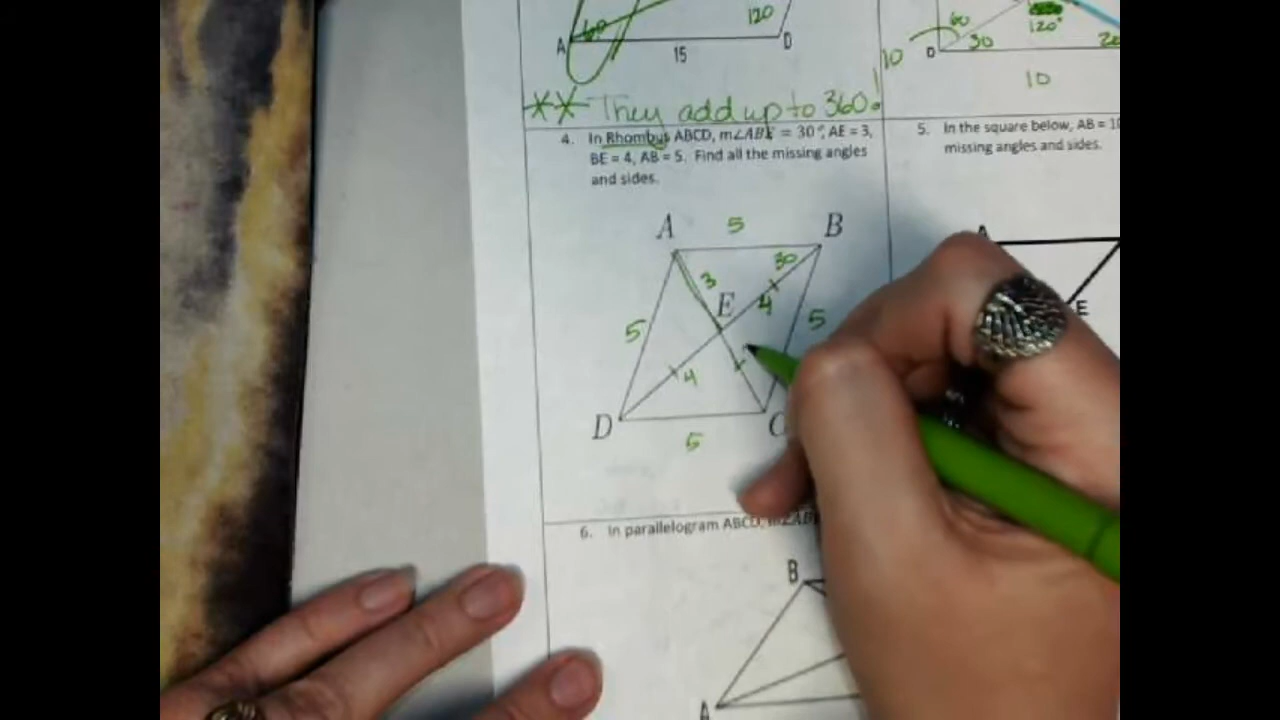 60
120
A
15
D
** They add up to 360!
60
30
120°
20
10
D
10
4. In Rhombus ABCD, m∠ABE = 30°, AE = 3,
BE = 4, AB = 5. Find all the missing angles
and sides.
A
5
B
30
3
E
4
5
5
4
D
5
C
5. In the square below, AB = 10
missing angles and sides.
A
E
6. In parallelogram ABCD,
B
A